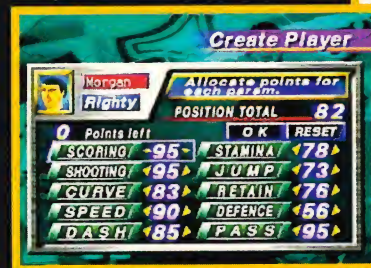 Create Player
Morgan
Righty
Allocate points for
each param.
POSITION TOTAL 82
0 Points left
OK RESET
SCORING 95 STAMINA 78
SHOOTING 95 JUMP 73
CURVE 83 RETAIN 76
SPEED 90 DEFENCE 56
DASH 85 PASS 95